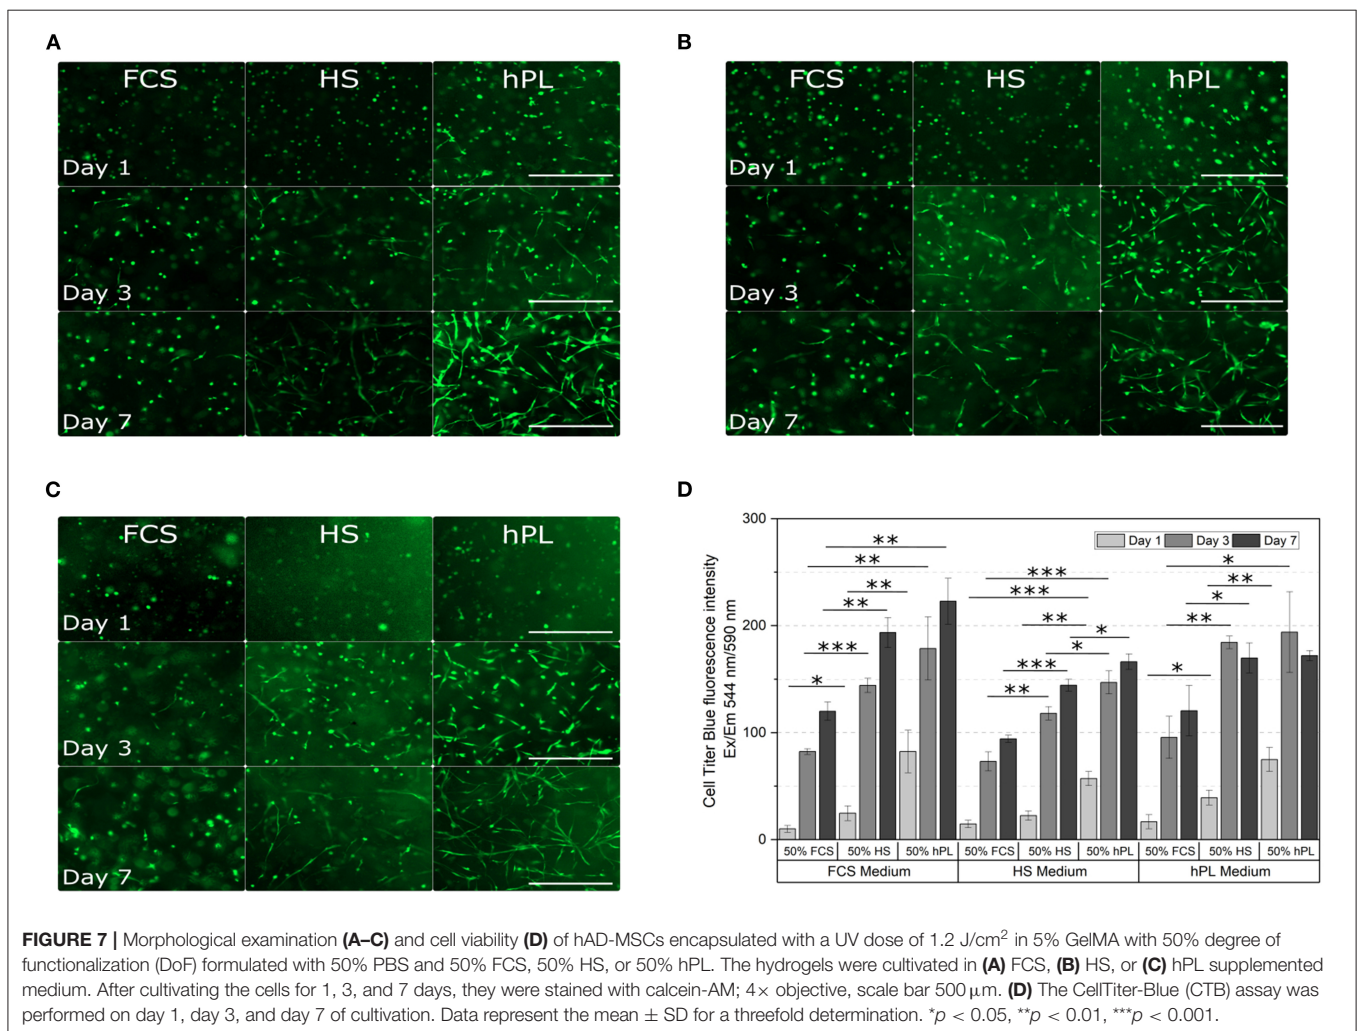 A
FCS HS hPL
Day 1
Day 3
Day 7
B
FCS HS hPL
Day 1
Day 3
Day 7
C
FCS HS hPL
Day 1
Day 3
Day 7
D
Cell Titer Blue fluorescence intensity
Ex/Em 544 nm/590 nm
300
200
100
0
Day 1 Day 3 Day 7
** ** ** ** *** *
*** *** ** * * *** **
* ** * ** *
50% FCS 50% HS 50% hPL 50% FCS 50% HS 50% hPL 50% FCS 50% HS 50% hPL
FCS Medium HS Medium hPL Medium
FIGURE 7 | Morphological examination (A–C) and cell viability (D) of hAD-MSCs encapsulated with a UV dose of 1.2 J/cm² in 5% GelMA with 50% degree of
functionalization (DoF) formulated with 50% PBS and 50% FCS, 50% HS, or 50% hPL. The hydrogels were cultivated in (A) FCS, (B) HS, or (C) hPL supplemented
medium. After cultivating the cells for 1, 3, and 7 days, they were stained with calcein-AM; 4× objective, scale bar 500 μm. (D) The CellTiter-Blue (CTB) assay was
performed on day 1, day 3, and day 7 of cultivation. Data represent the mean ± SD for a threefold determination. *p < 0.05, **p < 0.01, ***p < 0.001.